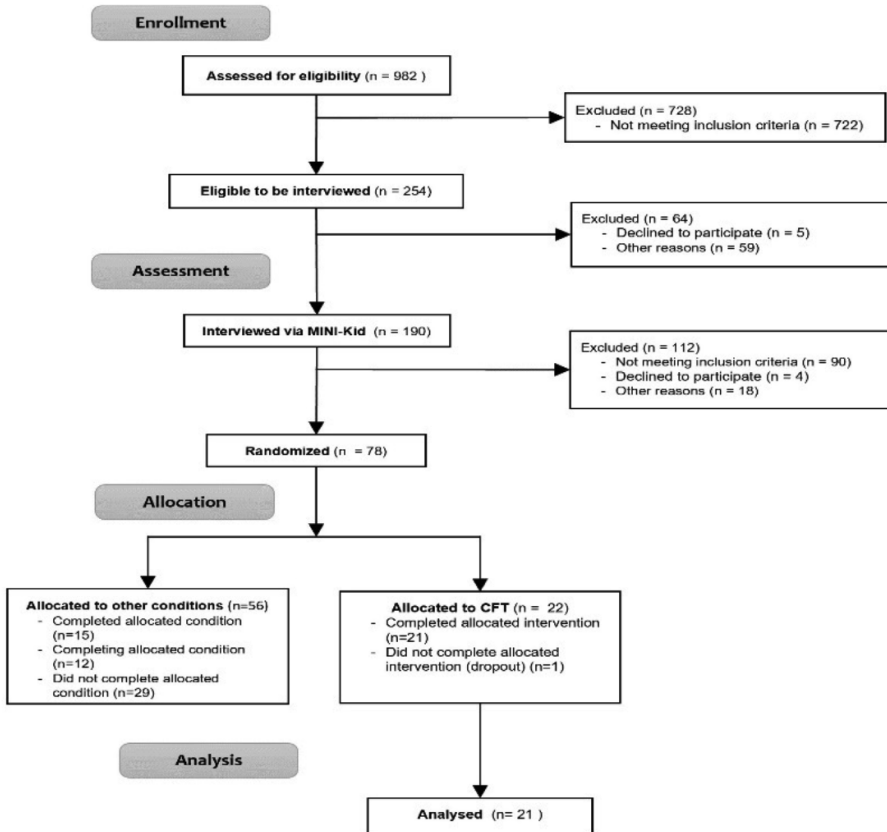 Enrollment
Assessed for eligibility (n = 982 )
Excluded (n = 728)
- Not meeting inclusion criteria (n = 722)
Eligible to be interviewed (n = 254)
Excluded (n = 64)
- Declined to participate (n = 5)
- Other reasons (n = 59)
Assessment
Interviewed via MINI-Kid (n = 190)
Excluded (n = 112)
- Not meeting inclusion criteria (n = 90)
- Declined to participate (n = 4)
- Other reasons (n = 18)
Randomized (n = 78)
Allocation
Allocated to other conditions (n=56)
- Completed allocated condition
(n=15)
- Completing allocated condition
(n=12)
- Did not complete allocated
condition (n=29)
Allocated to CFT (n = 22)
- Completed allocated intervention
(n=21)
- Did not complete allocated
intervention (dropout) (n=1)
Analysis
Analysed (n= 21 )